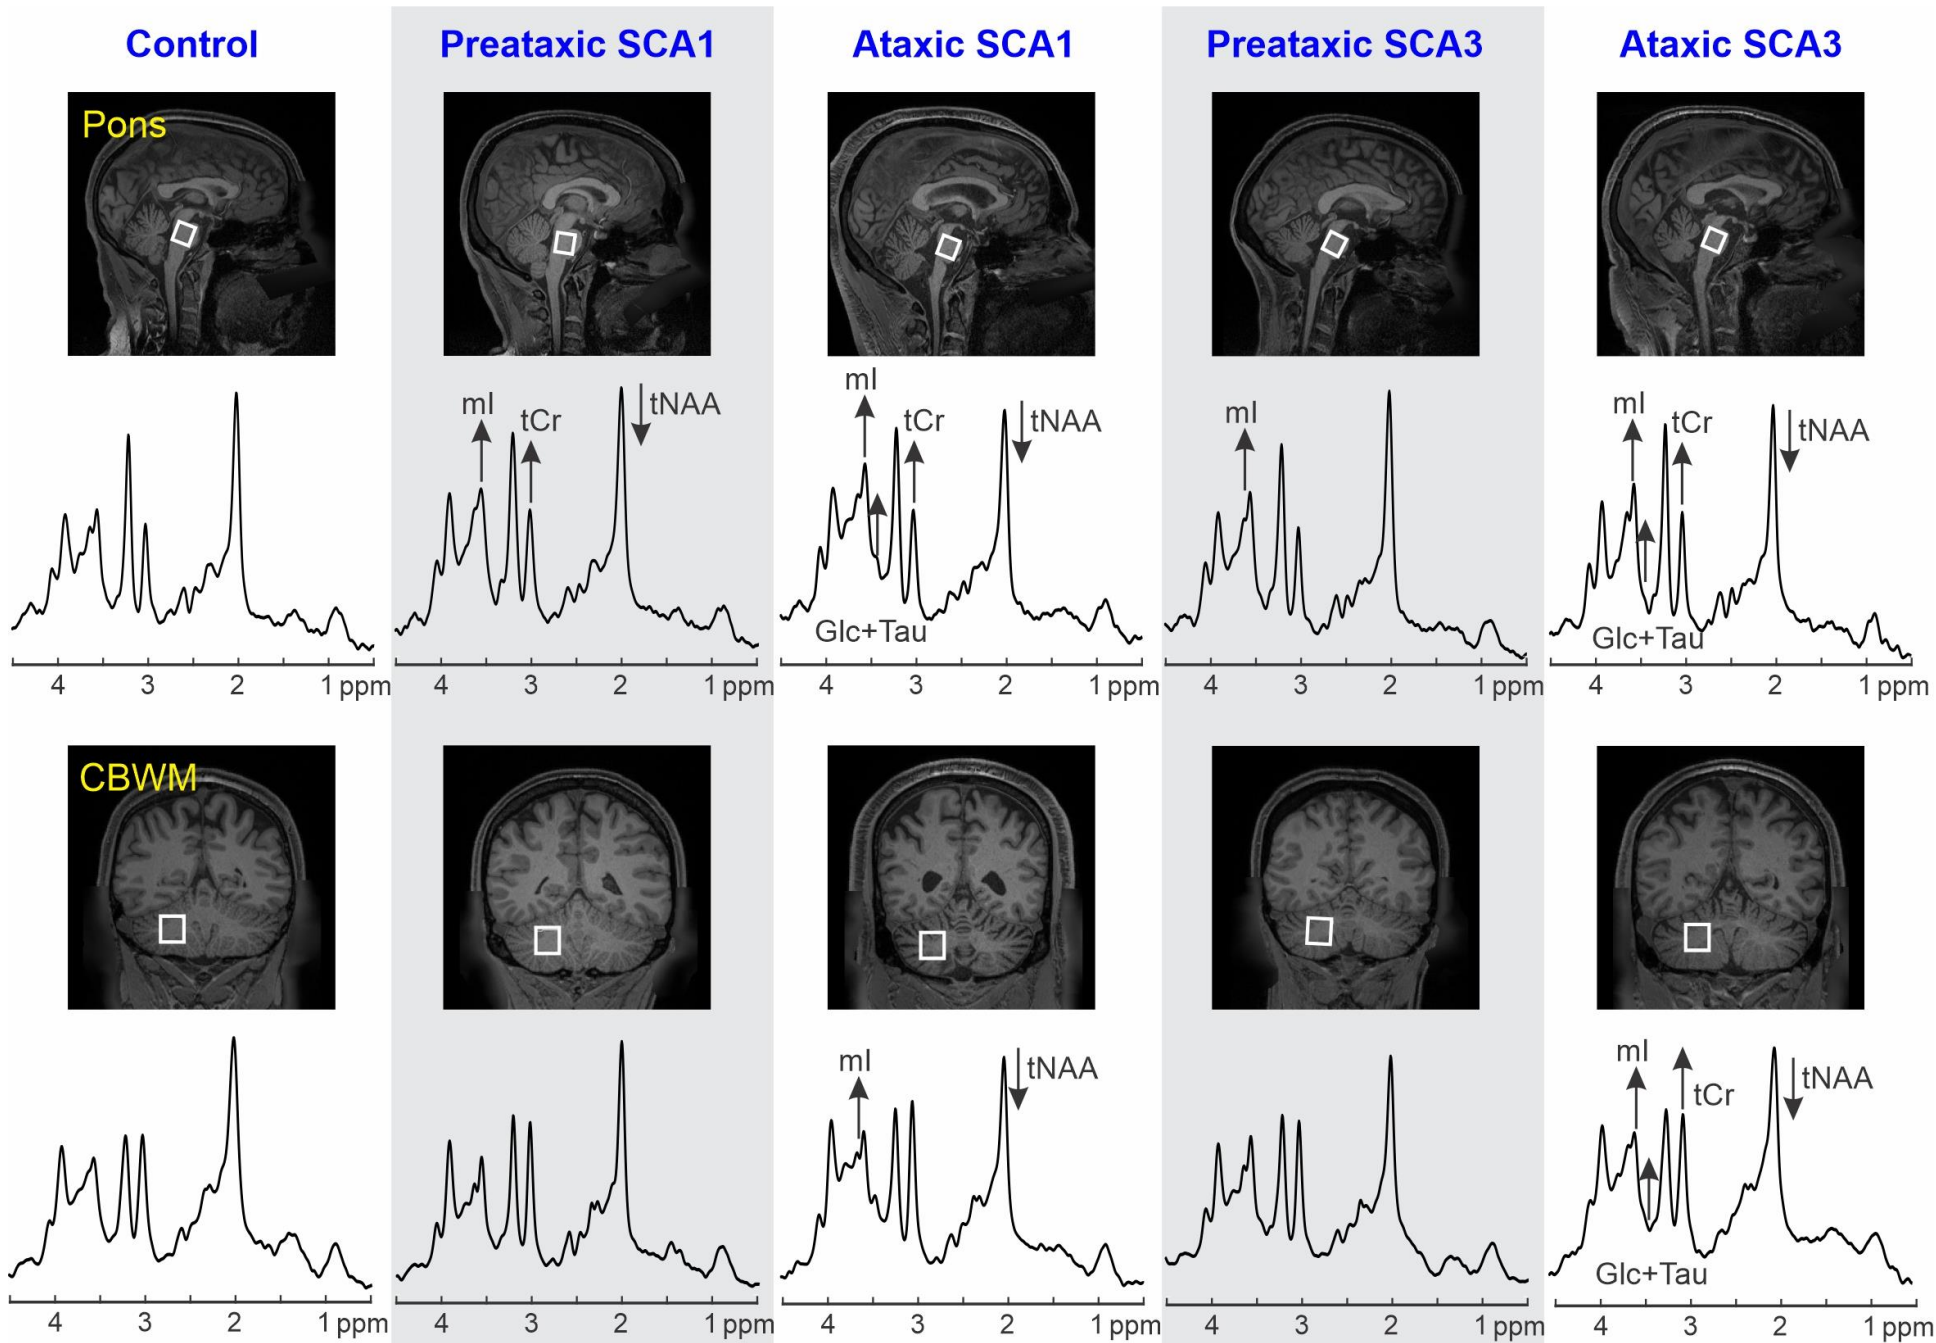 Control Preataxic SCA1 Ataxic SCA1 Preataxic SCA3 Ataxic SCA3
Pons
mI tCr tNAA
mI tCr tNAA
mI
mI tCr tNAA
Glc+Tau
Glc+Tau
4 3 2 1 ppm
4 3 2 1 ppm
4 3 2 1 ppm
4 3 2 1 ppm
4 3 2 1 ppm
CBWM
mI tNAA
mI tCr tNAA
Glc+Tau
4 3 2 1 ppm
4 3 2 1 ppm
4 3 2 1 ppm
4 3 2 1 ppm
4 3 2 1 ppm